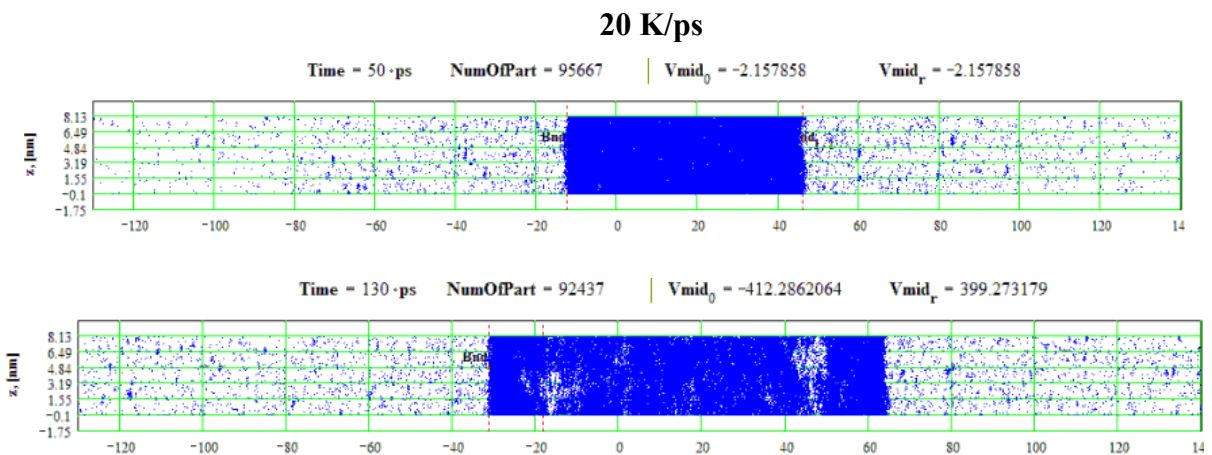 20 K/ps
Time = 50 ·ps NumOfPart = 95667 Vmid0 = −2.157858 Vmidr = −2.157858
8.13
6.49
4.84
3.19
1.55
−0.1
−1.75
z, [nm]
Bnd
−120 −100 −80 −60 −40 −20 0 20 40 60 80 100 120 14
Time = 130 ·ps NumOfPart = 92437 Vmid0 = −412.2862064 Vmidr = 399.273179
8.13
6.49
4.84
3.19
1.55
−0.1
−1.75
z, [nm]
Bnd
−120 −100 −80 −60 −40 −20 0 20 40 60 80 100 120 14